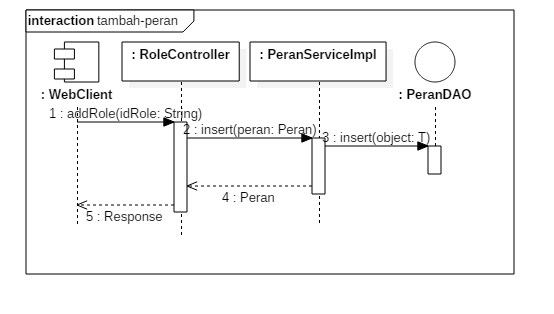 interaction tambah-peran
: RoleController
: PeranServiceImpl
: WebClient
: PeranDAO
1 : addRole(idRole: String)
2 : insert(peran: Peran)
3 : insert(object: T)
4 : Peran
5 : Response